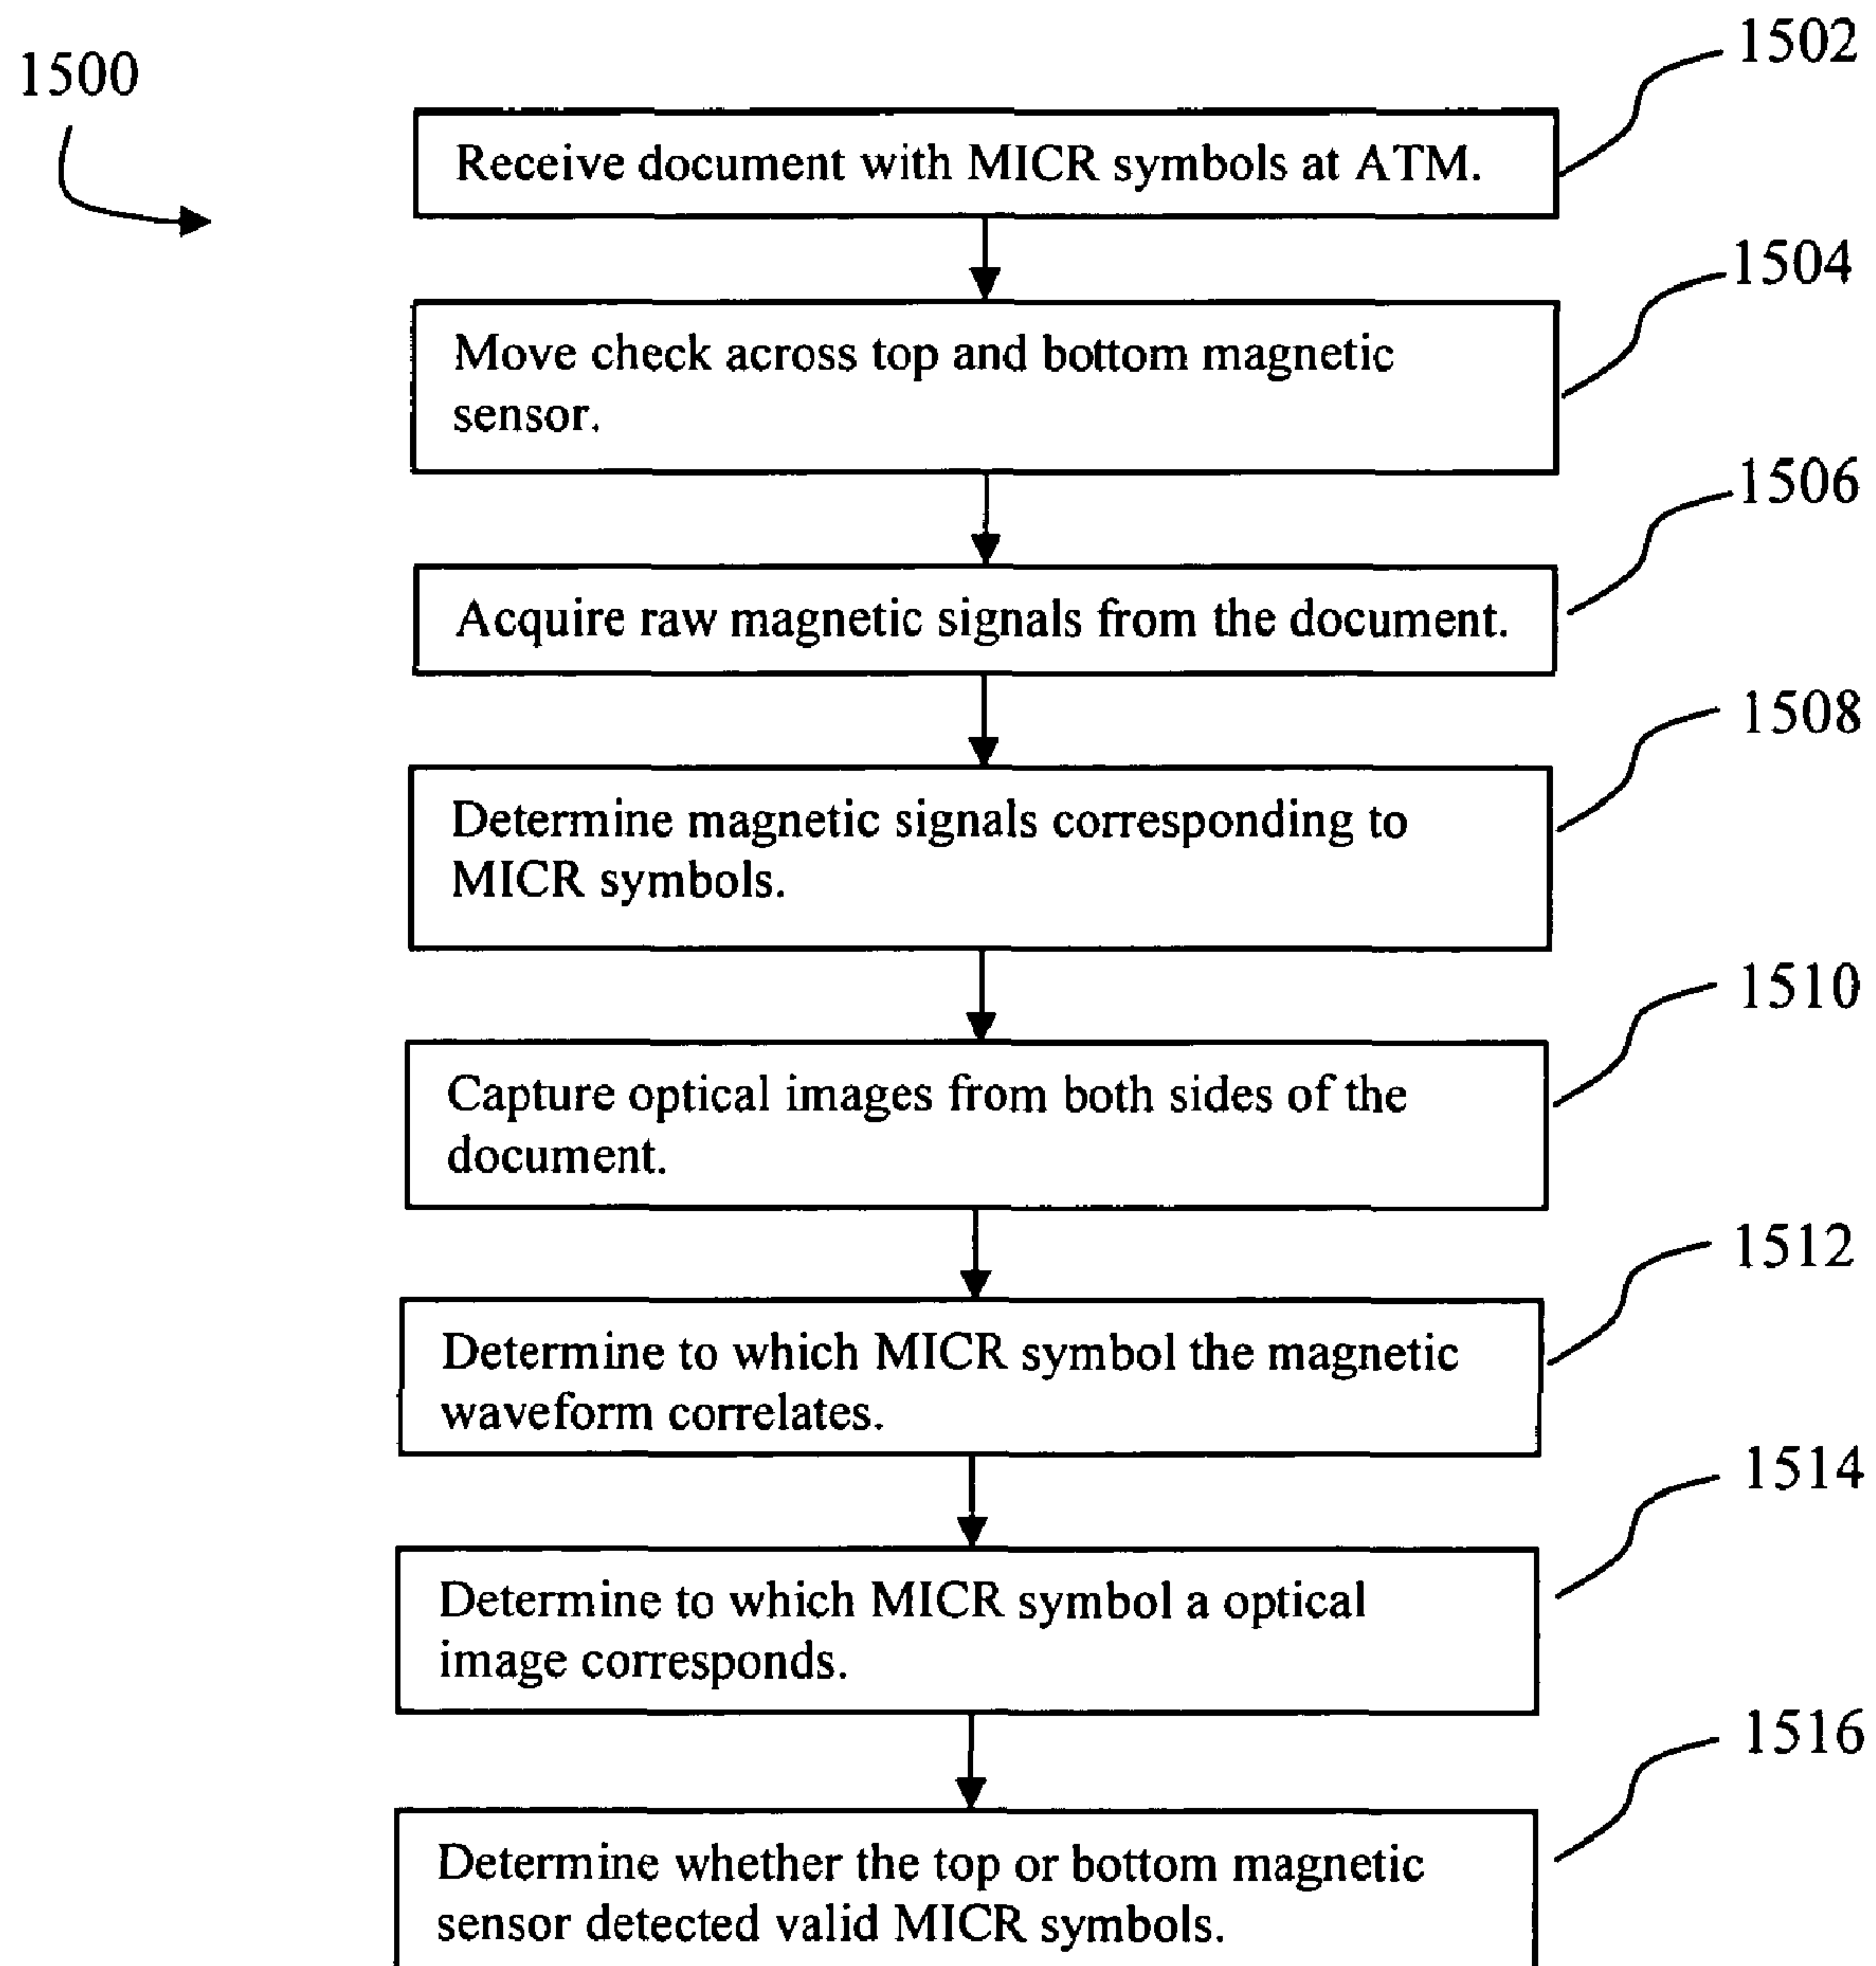 1500
1502
Receive document with MICR symbols at ATM.
1504
Move check across top and bottom magnetic
sensor.
1506
Acquire raw magnetic signals from the document.
1508
Determine magnetic signals corresponding to
MICR symbols.
1510
Capture optical images from both sides of the
document.
1512
Determine to which MICR symbol the magnetic
waveform correlates.
1514
Determine to which MICR symbol a optical
image corresponds.
1516
Determine whether the top or bottom magnetic
sensor detected valid MICR symbols.